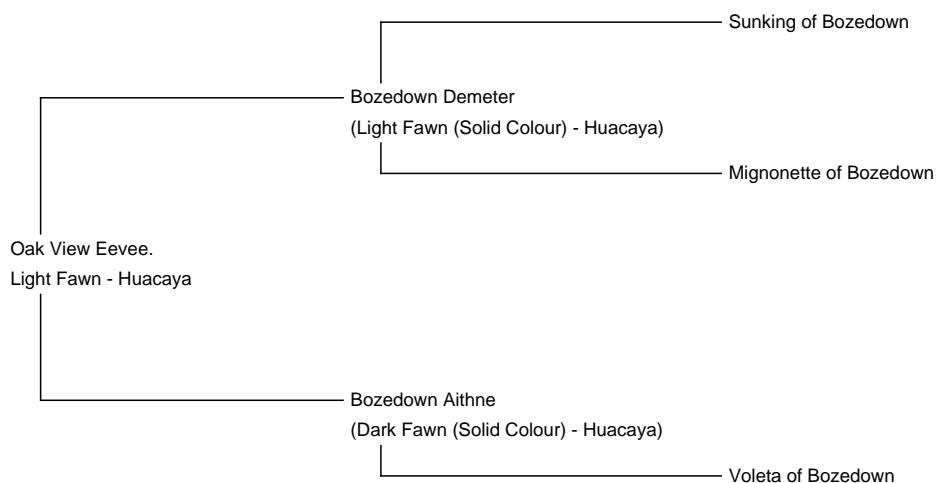 Sunking of Bozedown
Bozedown Demeter
(Light Fawn (Solid Colour) - Huacaya)
Mignonette of Bozedown
Oak View Eevee.
Light Fawn - Huacaya
Bozedown Aithne
(Dark Fawn (Solid Colour) - Huacaya)
Voleta of Bozedown